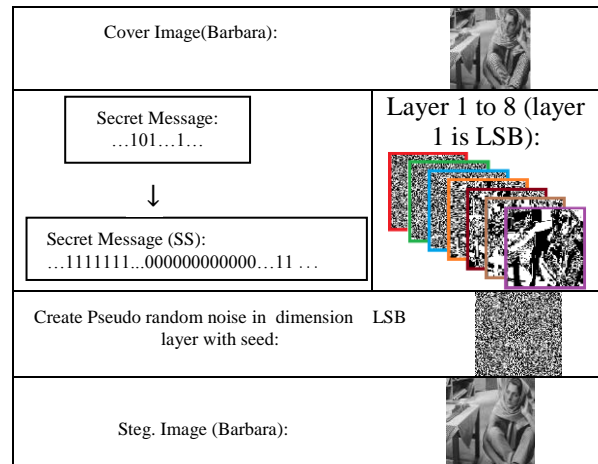 Cover Image(Barbara):
Secret Message:
…101…1…
↓
Secret Message (SS):
…1111111...000000000000…11 …
Layer 1 to 8 (layer
1 is LSB):
Create Pseudo random noise in dimension LSB
layer with seed:
Steg. Image (Barbara):